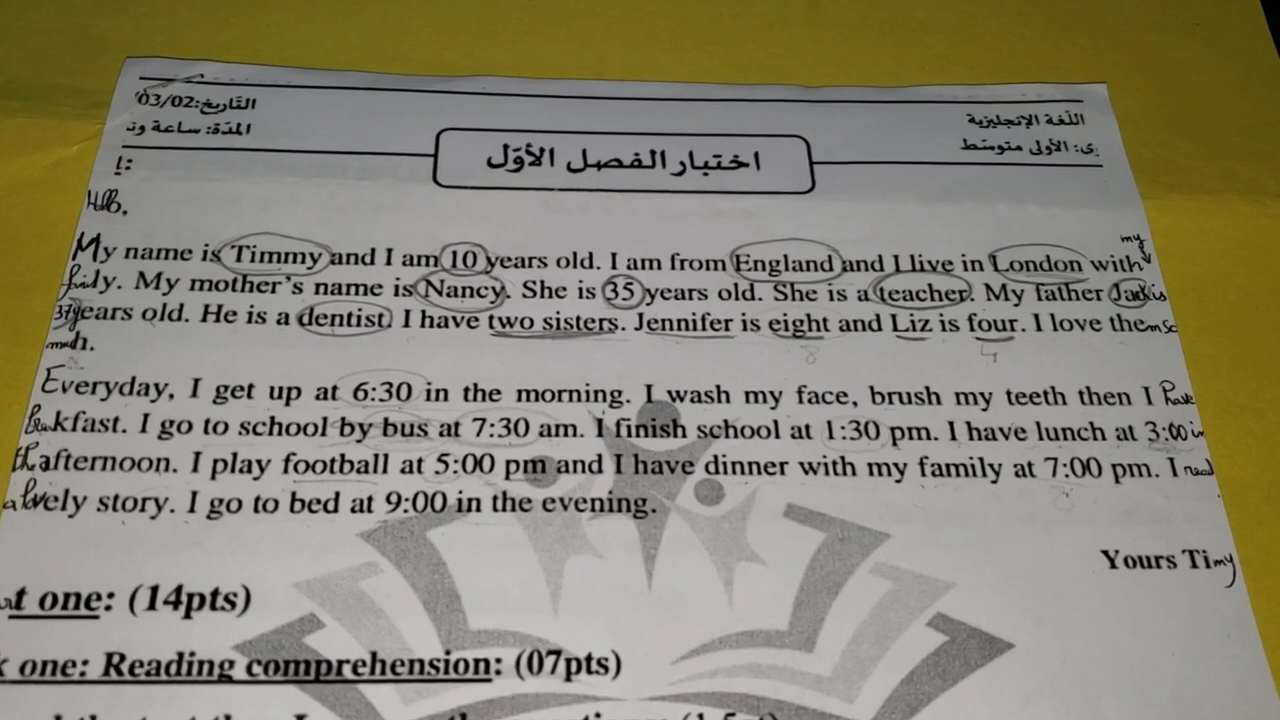 التّاريخ:03/02
اللّغة الإنجليزية
المدّة: ساعة ون
ى: الأولى متوسّط
اختبار الفصل الأوّل
Hello.
My name is Timmy and I am 10 years old. I am from England and I live in London with my
family. My mother's name is Nancy. She is 35 years old. She is a teacher. My father Jack is
37 years old. He is a dentist. I have two sisters. Jennifer is eight and Liz is four. I love them so
much.
8 4
Everyday, I get up at 6:30 in the morning. I wash my face, brush my teeth then I have
breakfast. I go to school by bus at 7:30 am. I finish school at 1:30 pm. I have lunch at 3:00 in
the afternoon. I play football at 5:00 pm and I have dinner with my family at 7:00 pm. I read
a lovely story. I go to bed at 9:00 in the evening.
Yours Timy
rt one: (14pts)
k one: Reading comprehension: (07pts)